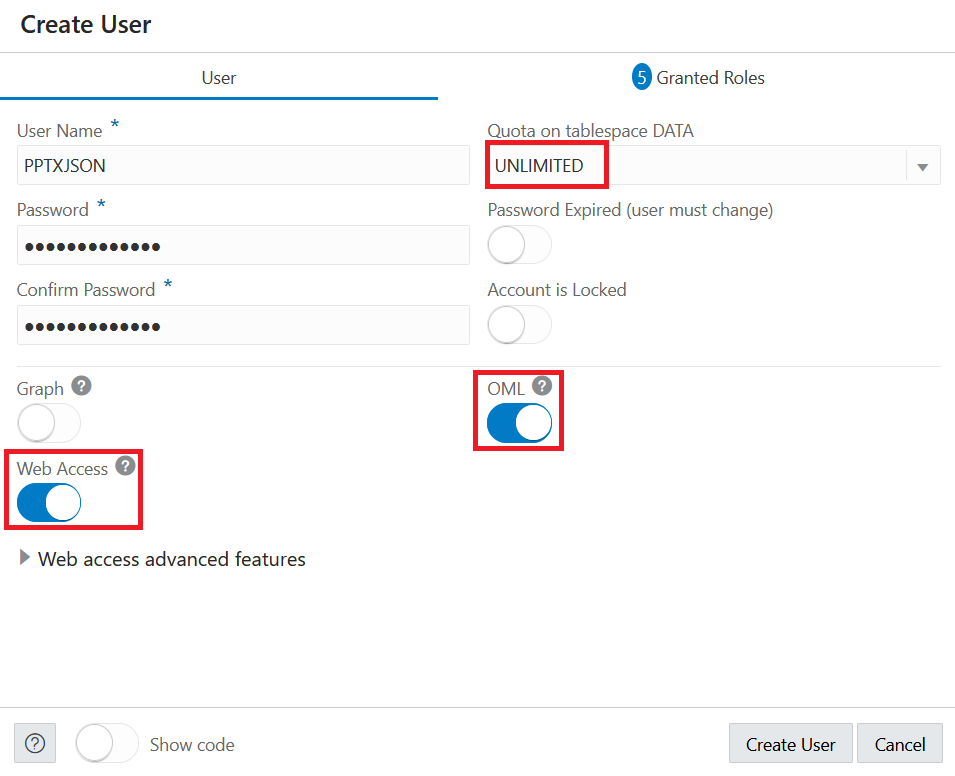 Create User
User
5 Granted Roles
User Name *
Quota on tablespace DATA
PPTXJSON
UNLIMITED
Password *
Password Expired (user must change)
●●●●●●●●●●●●●
Confirm Password *
Account is Locked
●●●●●●●●●●●●●
Graph ?
OML ?
Web Access ?
Web access advanced features
? Show code
Create User
Cancel